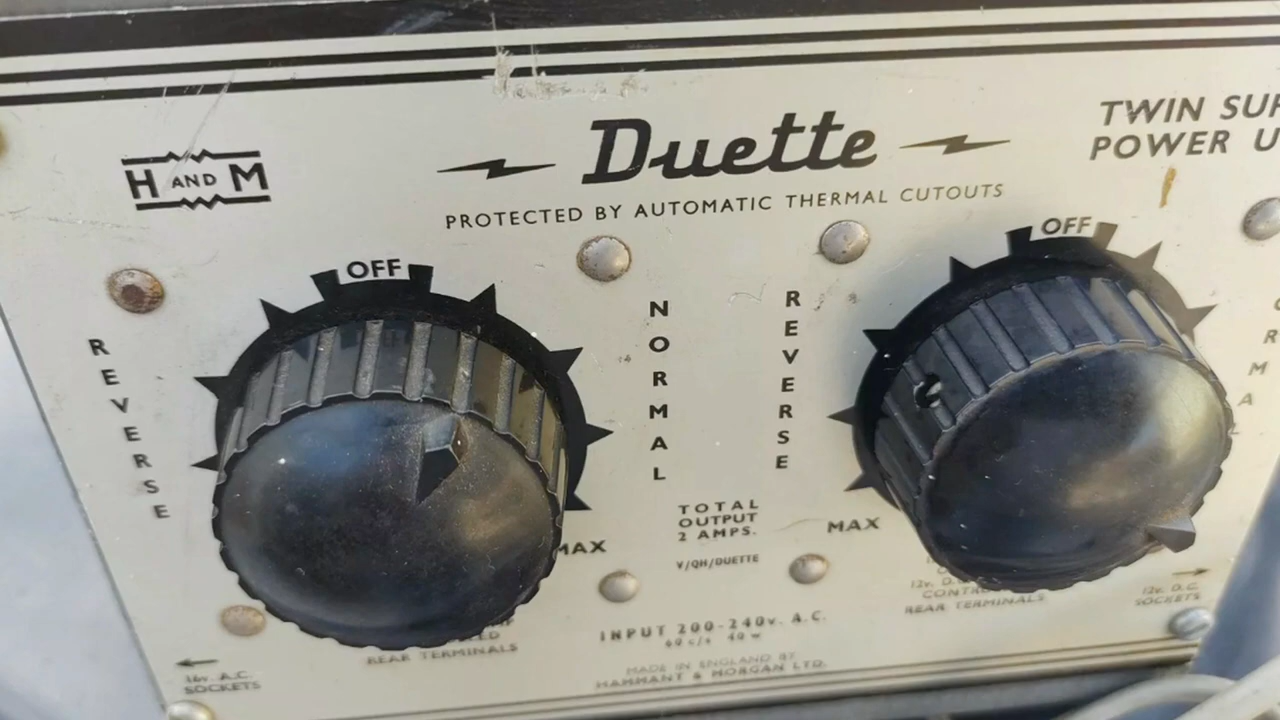 H AND M
Duette
PROTECTED BY AUTOMATIC THERMAL CUTOUTS
TWIN
POWER
OFF
OFF
REVERSE
NORMAL
REVERSE
MAX
MAX
TOTAL
OUTPUT
2 AMPS.
V/QH/DUETTE
INPUT 200-240v. A.C.
MADE IN ENGLAND BY
HAMMANT & MORGAN LTD.
REAR TERMINALS
16v. A.C.
SOCKETS
REAR TERMINALS
12v. D.C.
SOCKETS